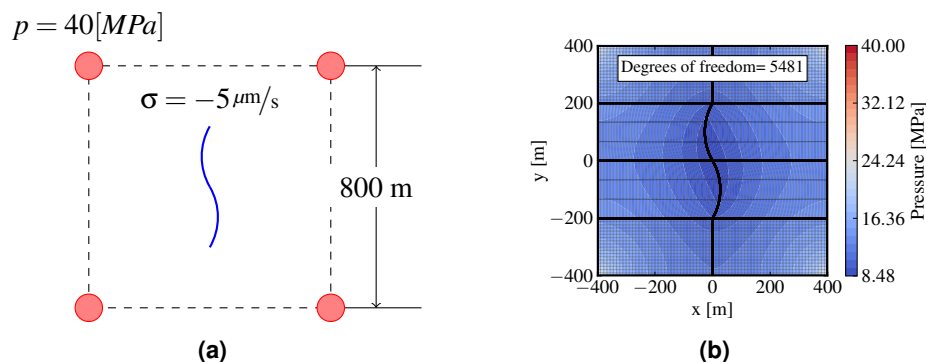 p = 40[MPa]
σ = −5 μm/s
800 m
(a)
Degrees of freedom= 5481
y [m]
400
200
0
−200
−400
−400 −200 0 200 400
x [m]
40.00
32.12
24.24
16.36
8.48
Pressure [MPa]
(b)